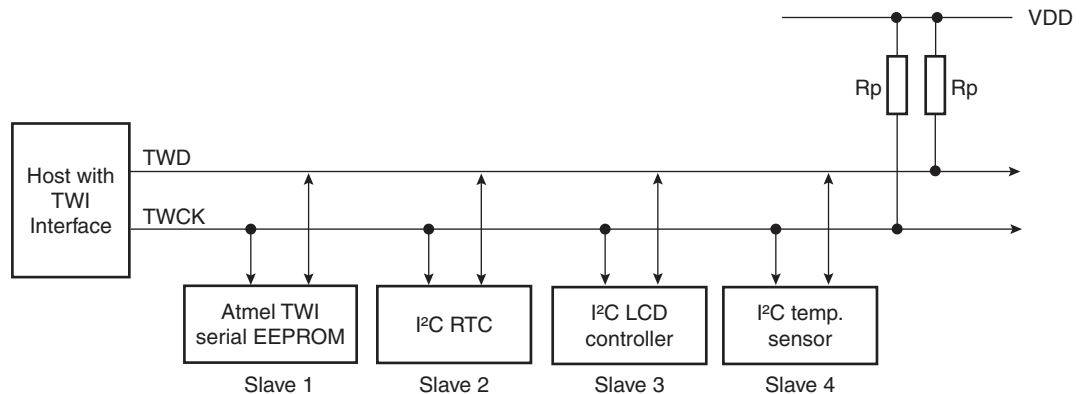 VDD
Rp
Rp
Host with
TWI
Interface
TWD
TWCK
Atmel TWI
serial EEPROM
I²C RTC
I²C LCD
controller
I²C temp.
sensor
Slave 1
Slave 2
Slave 3
Slave 4